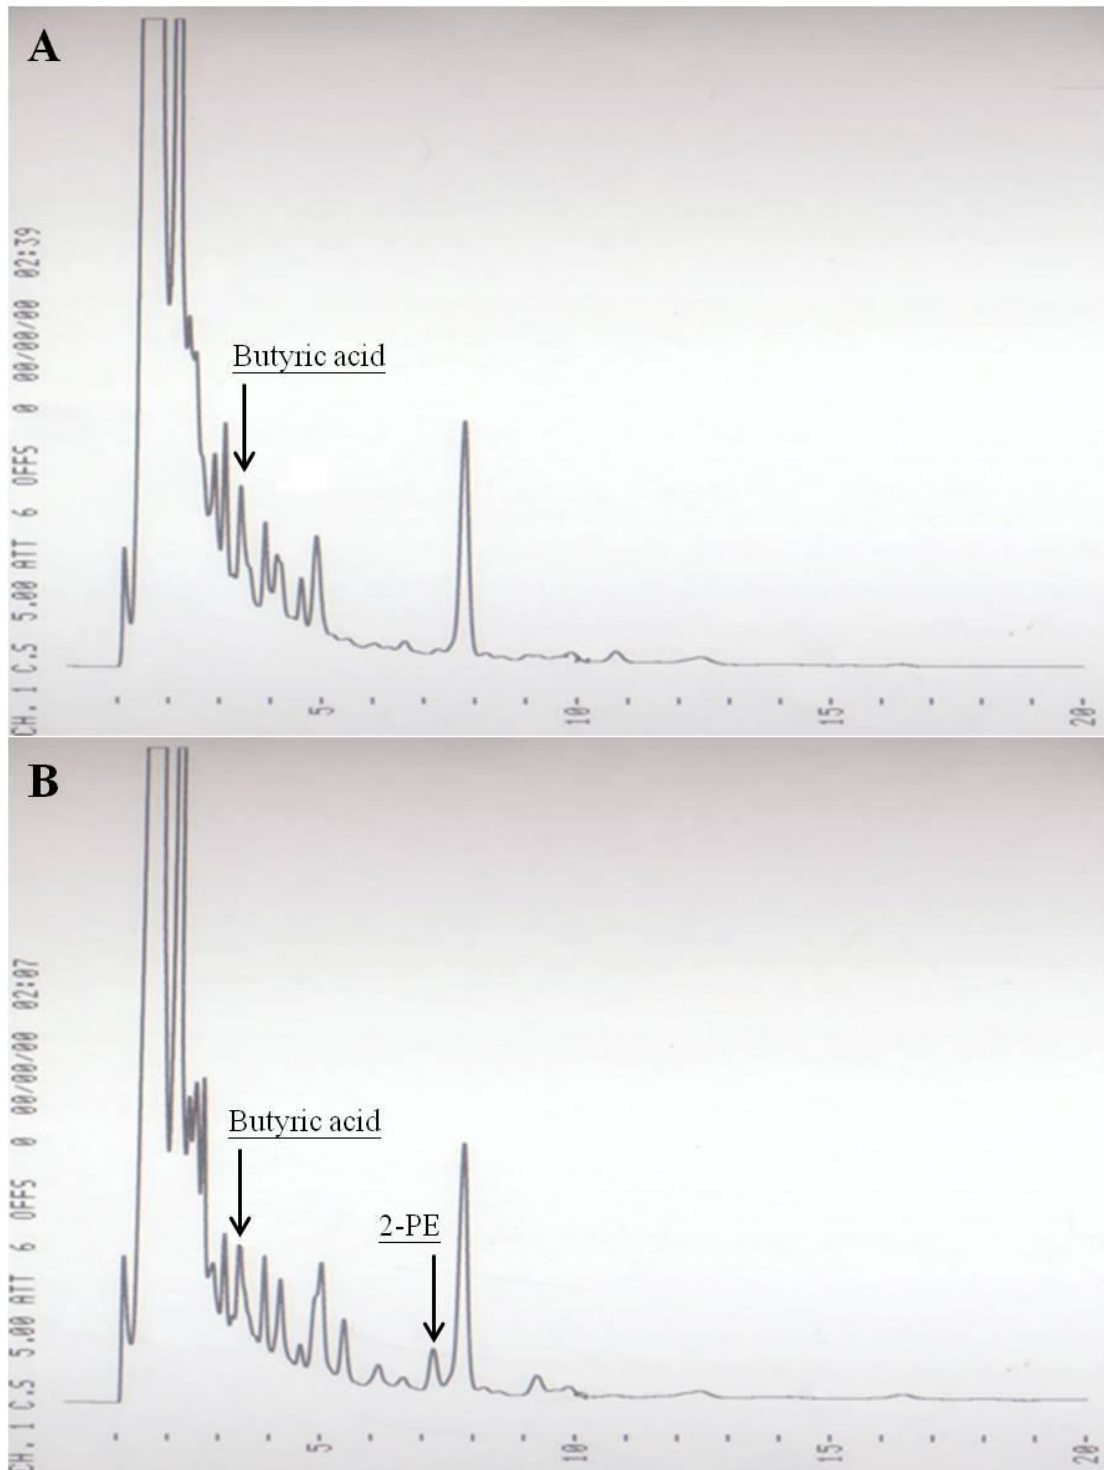 A
CH. 1 C.S 5.00 ATT 6 OFFS 0 00/00/00 02:39
Butyric acid
5-
10-
15-
20-
B
CH. 1 C.S 5.00 ATT 6 OFFS 0 00/00/00 02:07
Butyric acid
2-PE
5-
10-
15-
20-